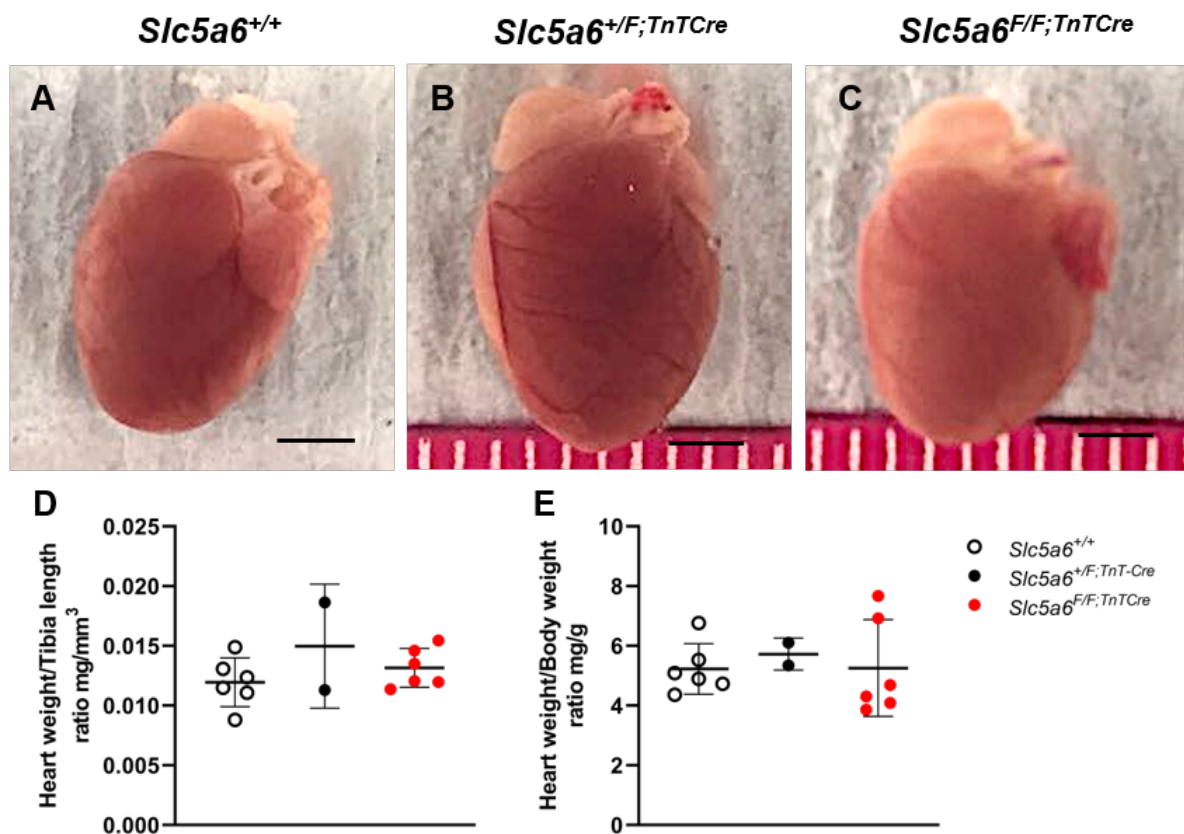 Slc5a6+/+ Slc5a6+/F;TnTCre Slc5a6F/F;TnTCre
A B C
D
Heart weight/Tibia length
ratio mg/mm3
0.025
0.020
0.015
0.010
0.005
0.000
E
Heart weight/Body weight
ratio mg/g
10
8
6
4
2
0
Slc5a6+/+
Slc5a6+/F;TnT-Cre
Slc5a6F/F;TnTCre